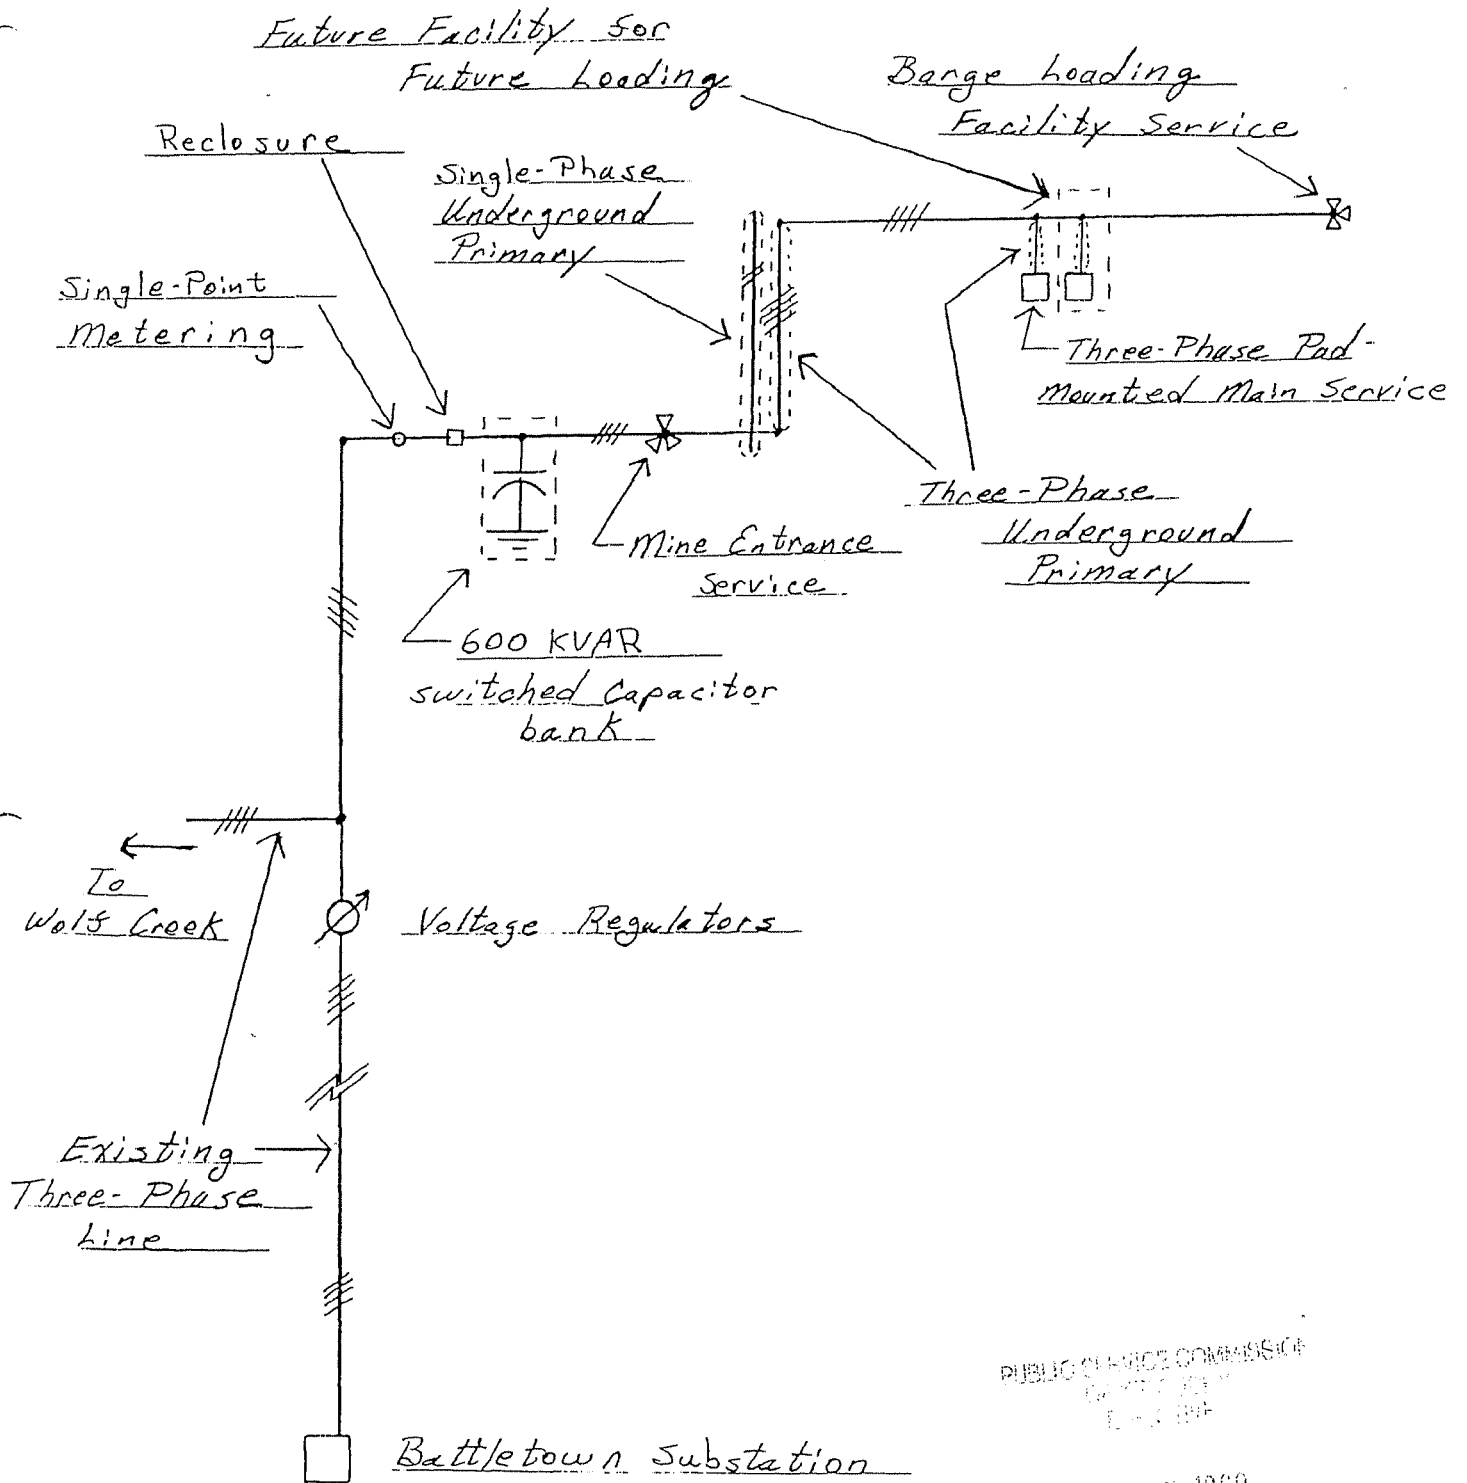 Future Facility for
Future Loading
Barge Loading
Facility Service
Reclosure
Single-Phase
Underground
Primary
Single-Point
Metering
Three-Phase Pad-
mounted Main Service
Three-Phase
Underground
Primary
Mine Entrance
Service
600 KVAR
switched Capacitor
bank
To
Wolf Creek
Voltage Regulators
Existing
Three-Phase
Line
Battletown Substation
PUBLIC SERVICE COMMISSION